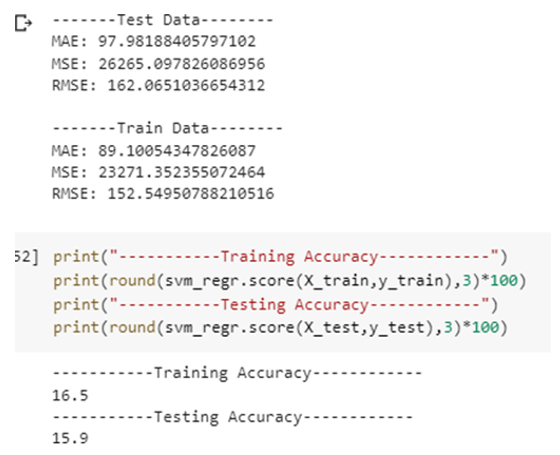 -------Test Data--------
MAE: 97.98188405797102
MSE: 26265.097826086956
RMSE: 162.0651036654312
-------Train Data--------
MAE: 89.10054347826087
MSE: 23271.352355072464
RMSE: 152.54950788210516
52] print("-----------Training Accuracy------------")
print(round(svm_regr.score(X_train,y_train),3)*100)
print("-----------Testing Accuracy------------")
print(round(svm_regr.score(X_test,y_test),3)*100)
-----------Training Accuracy------------
16.5
-----------Testing Accuracy------------
15.9